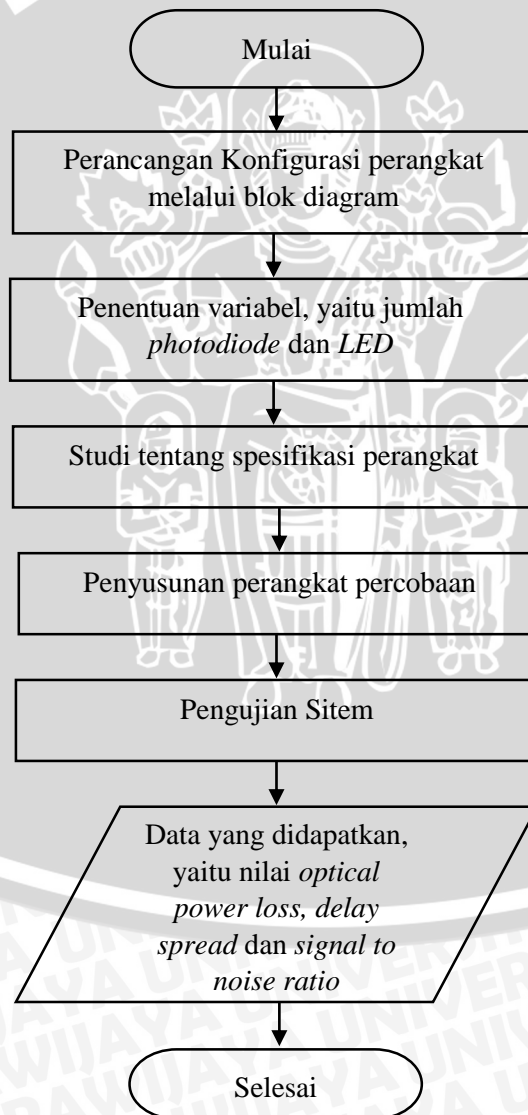 Mulai
Perancangan Konfigurasi perangkat
melalui blok diagram
Penentuan variabel, yaitu jumlah
photodiode dan LED
Studi tentang spesifikasi perangkat
Penyusunan perangkat percobaan
Pengujian Sitem
Data yang didapatkan,
yaitu nilai optical
power loss, delay
spread dan signal to
noise ratio
Selesai